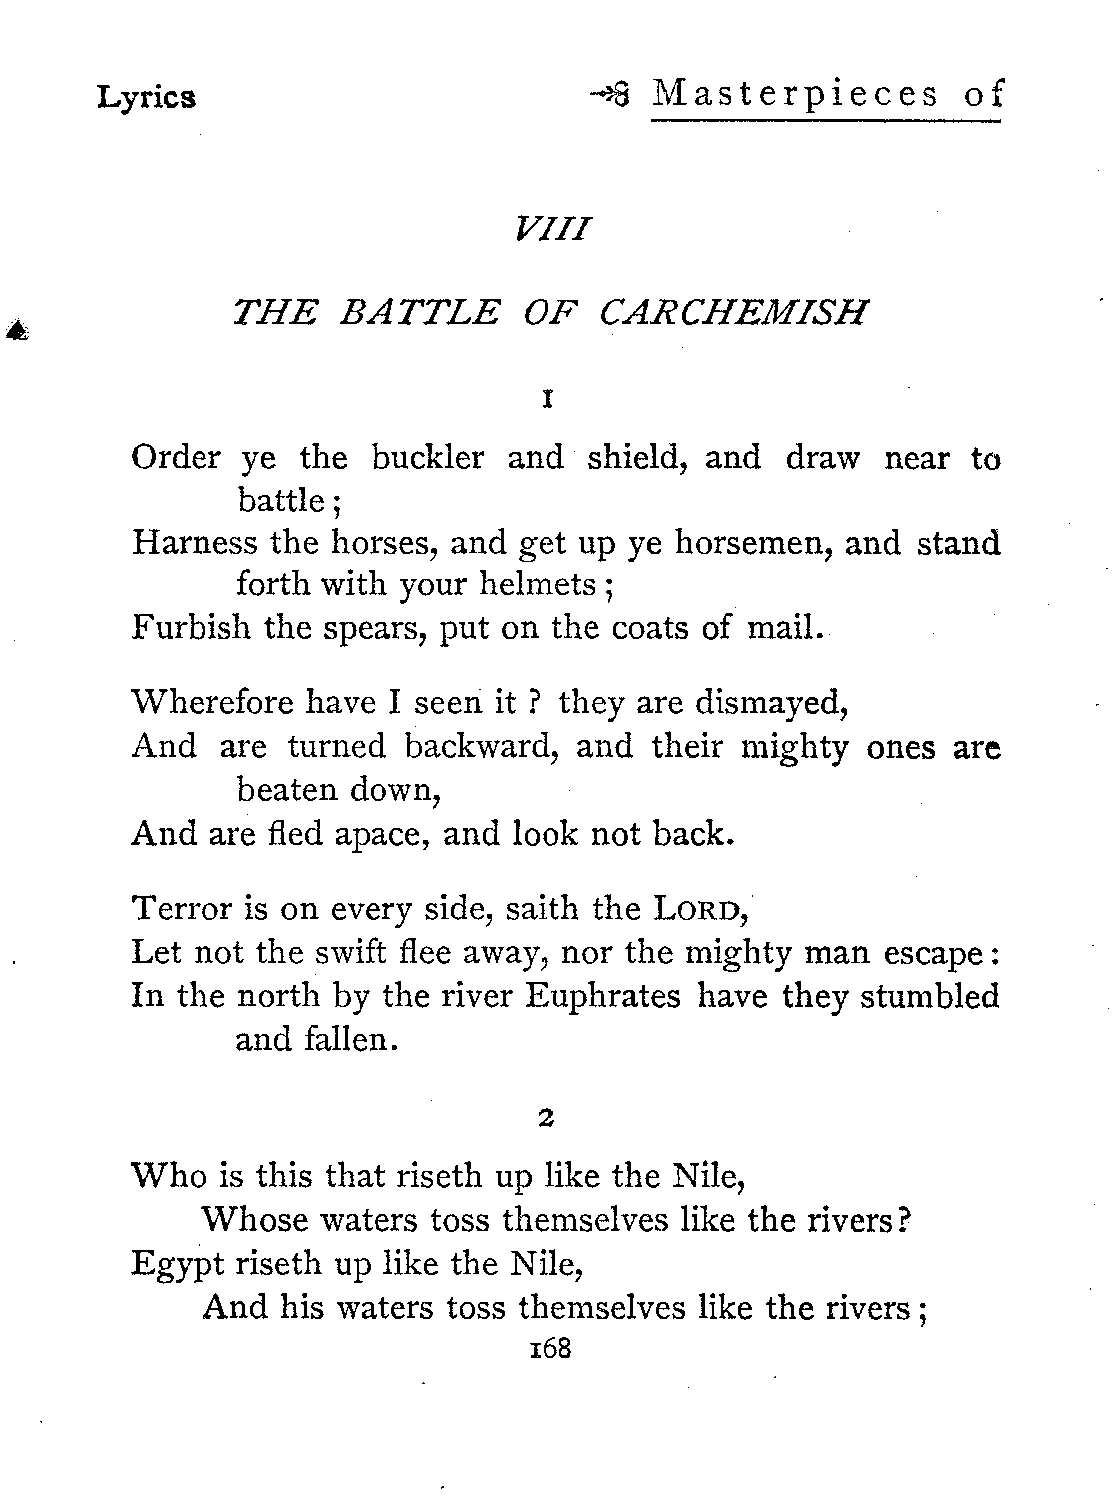 Lyrics Masterpieces of
VIII
THE BATTLE OF CARCHEMISH
1
Order ye the buckler and shield, and draw near to
battle;
Harness the horses, and get up ye horsemen, and stand
forth with your helmets;
Furbish the spears, put on the coats of mail.
Wherefore have I seen it? they are dismayed,
And are turned backward, and their mighty ones are
beaten down,
And are fled apace, and look not back.
Terror is on every side, saith the LORD,
Let not the swift flee away, nor the mighty man escape:
In the north by the river Euphrates have they stumbled
and fallen.
2
Who is this that riseth up like the Nile,
Whose waters toss themselves like the rivers?
Egypt riseth up like the Nile,
And his waters toss themselves like the rivers;
168